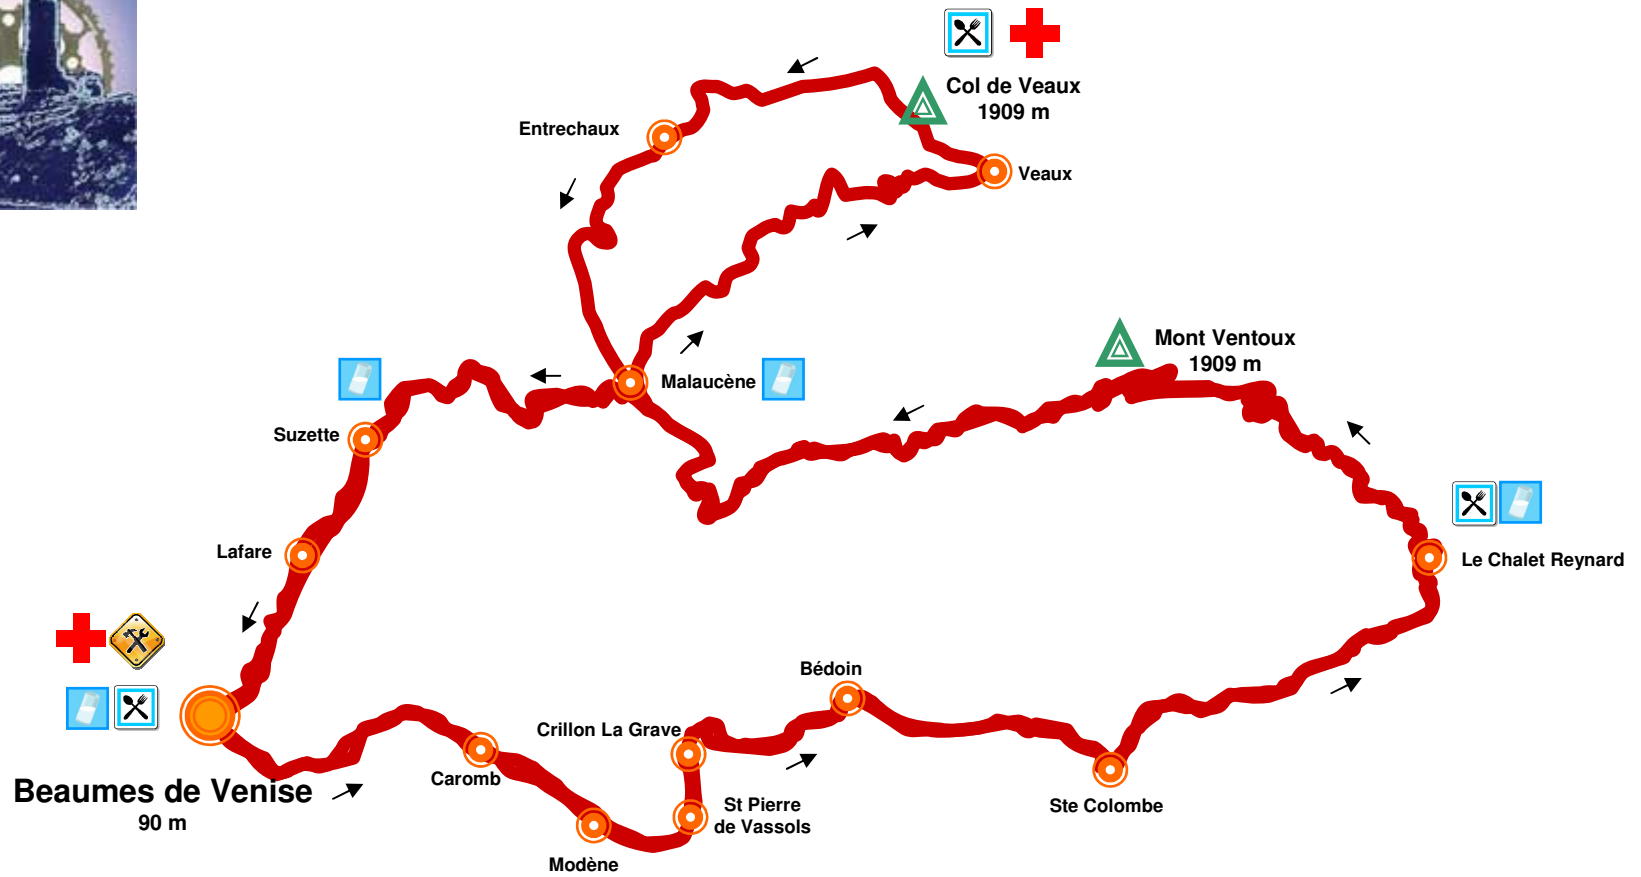 Col de Veaux
1909 m
Entrechaux
Veaux
Mont Ventoux
1909 m
Malaucène
Suzette
Lafare
Le Chalet Reynard
Bédoin
Crillon La Grave
Caromb
Beaumes de Venise
90 m
St Pierre
de Vassols
Ste Colombe
Modène